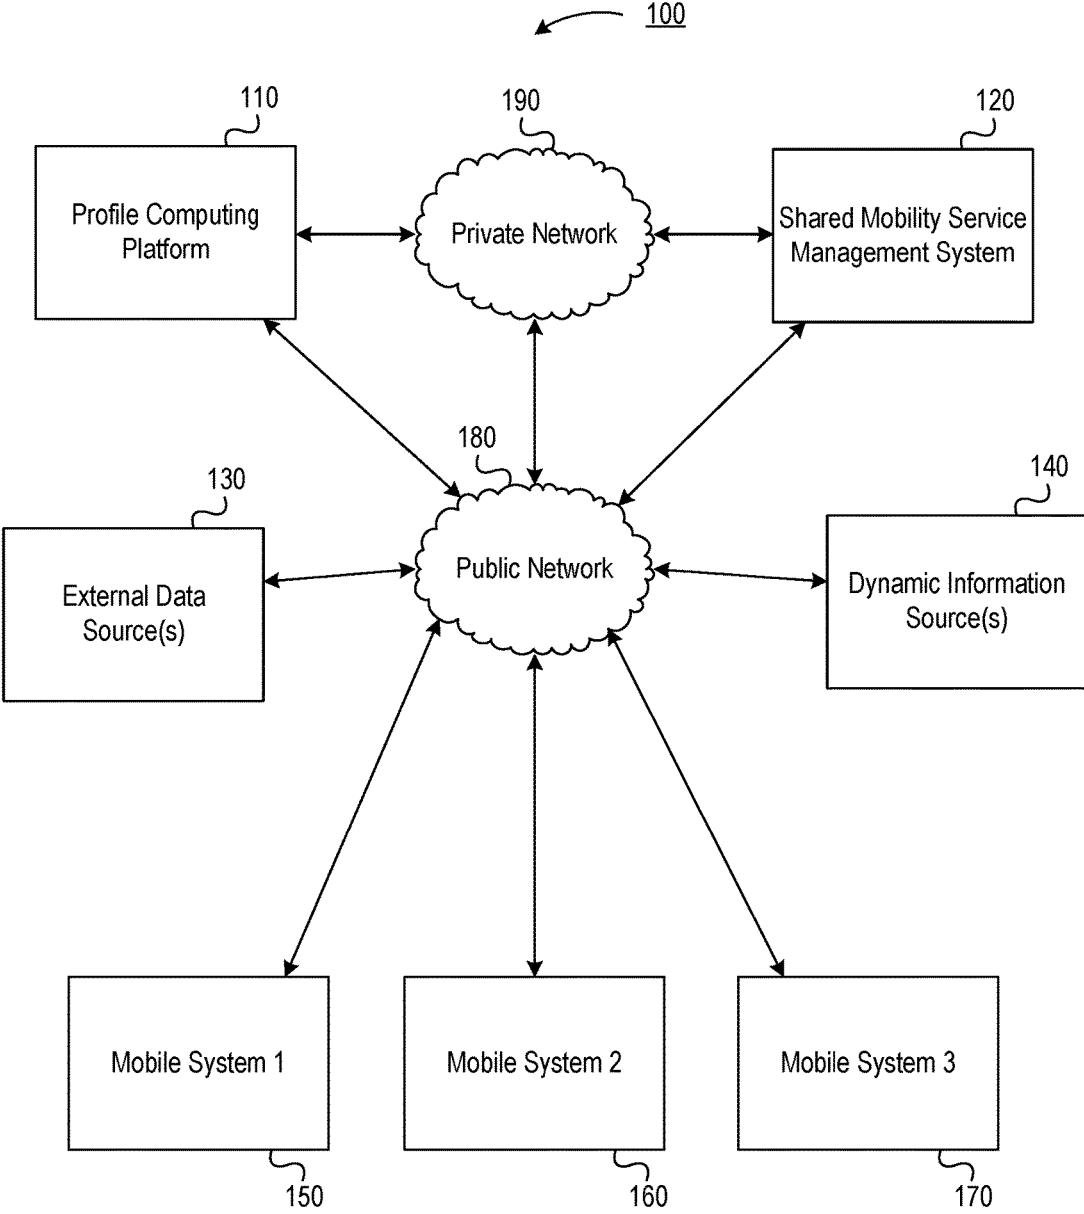 100
110
190
120
Profile Computing
Platform
Private Network
Shared Mobility Service
Management System
180
130
140
External Data
Source(s)
Public Network
Dynamic Information
Source(s)
Mobile System 1
Mobile System 2
Mobile System 3
150
160
170